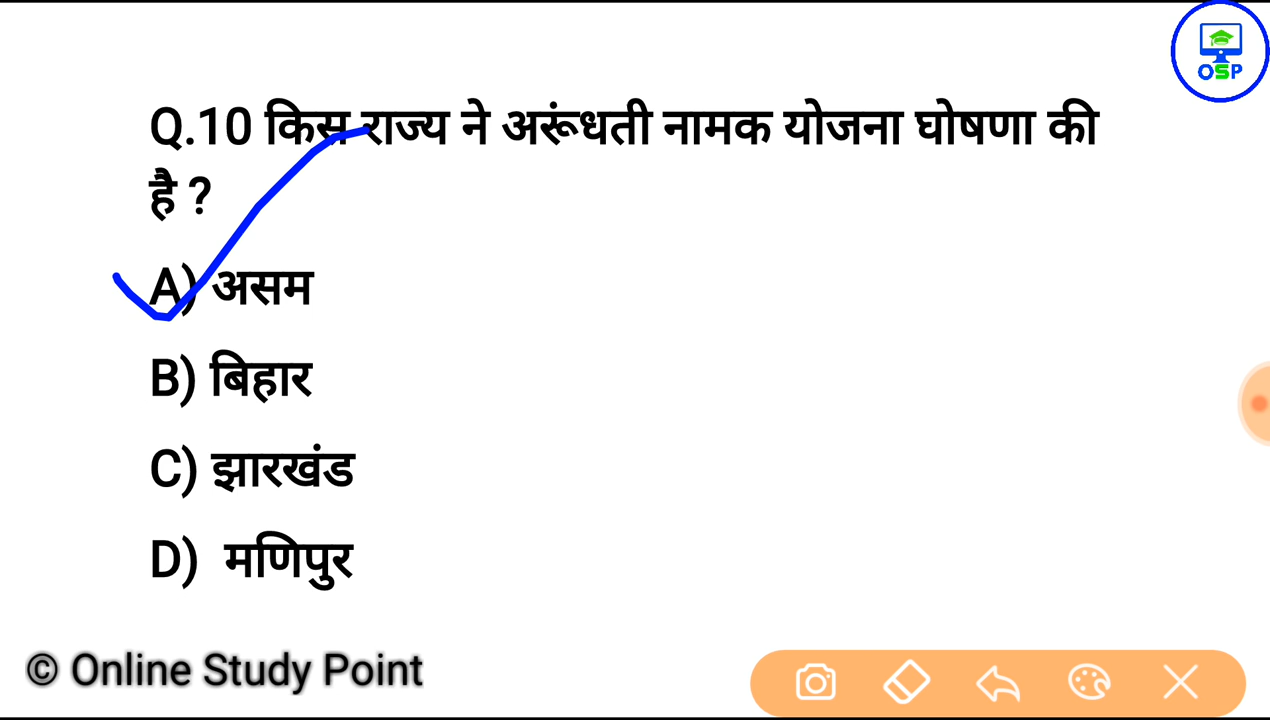 OSP
Q.10 किस राज्य ने अरूंधती नामक योजना घोषणा की
है ?
A) असम
B) बिहार
C) झारखंड
D) मणिपुर
© Online Study Point